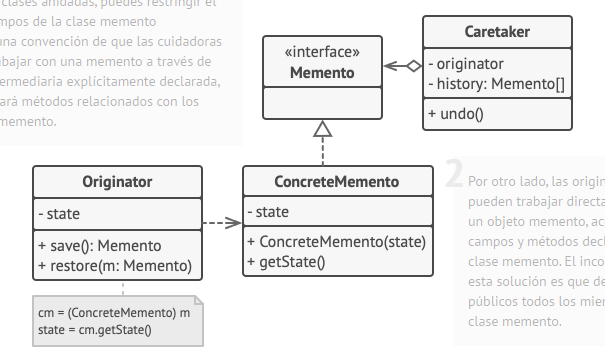 clases anidadas, puedes restringir el
mpos de la clase memento
una convención de que las cuidadoras
abajar con una memento a través de
ermediaria explícitamente declarada,
ará métodos relacionados con los
memento.
«interface»
Memento
Caretaker
- originator
- history: Memento[]
+ undo()
Originator
- state
+ save(): Memento
+ restore(m: Memento)
cm = (ConcreteMemento) m
state = cm.getState()
ConcreteMemento
- state
+ ConcreteMemento(state)
+ getState()
2
Por otro lado, las origin
pueden trabajar directa
un objeto memento, ac
campos y métodos decl
clase memento. El inco
esta solución es que de
públicos todos los mien
clase memento.